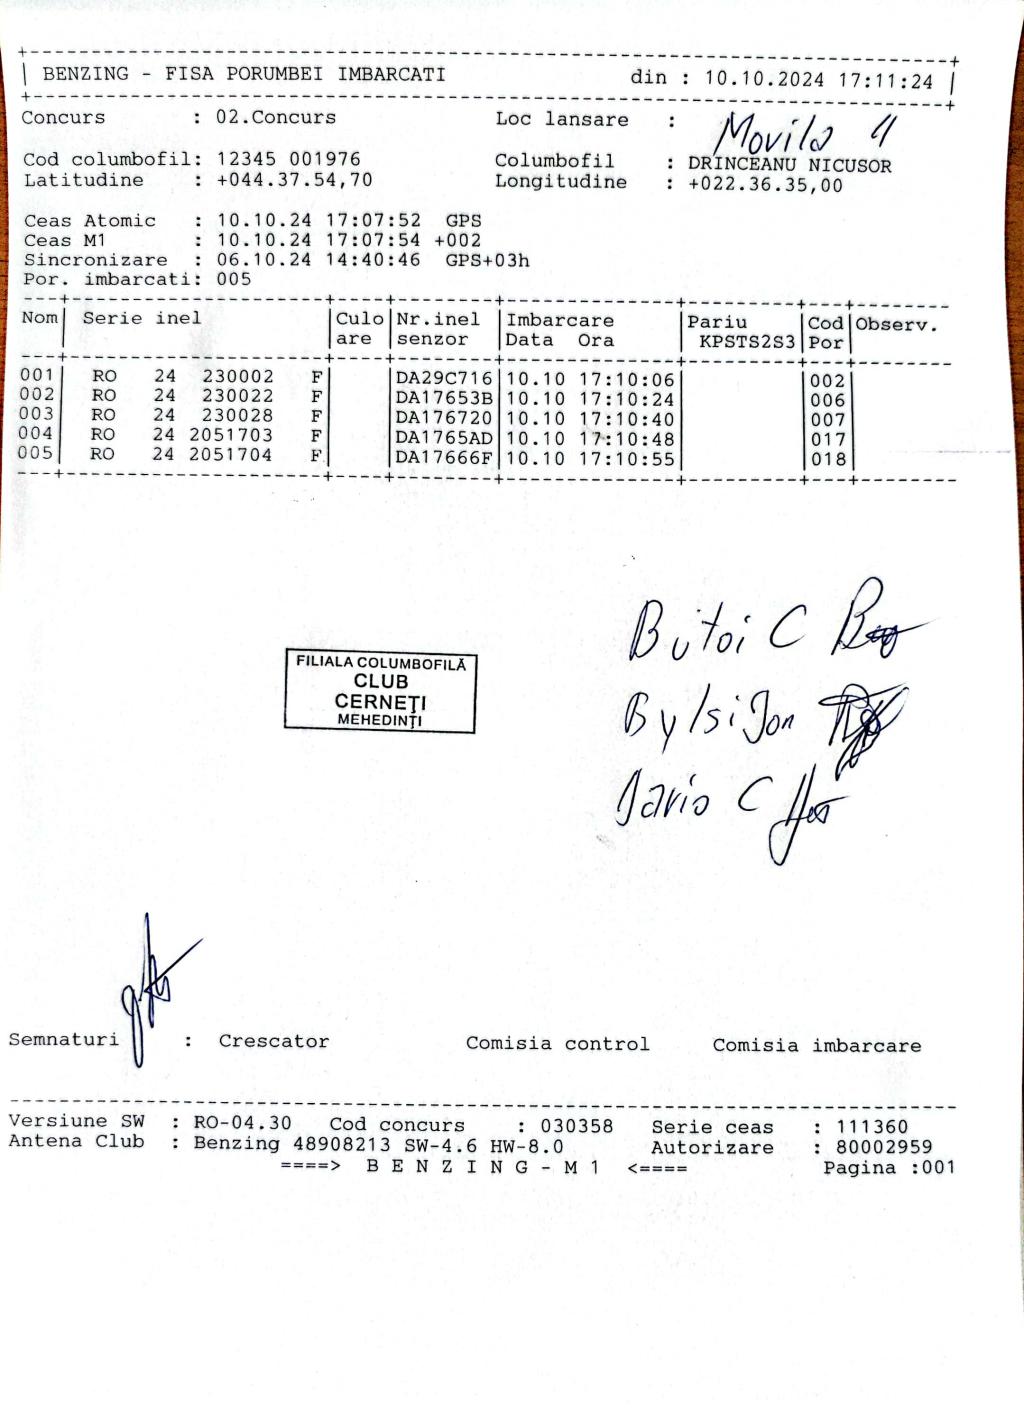 BENZING - FISA PORUMBEI IMBARCATI din : 10.10.2024 17:11:24
Concurs : 02.Concurs Loc lansare : Movila 4
Cod columbofil: 12345 001976 Columbofil : DRINCEANU NICUSOR
Latitudine : +044.37.54,70 Longitudine : +022.36.35,00
Ceas Atomic : 10.10.24 17:07:52 GPS
Ceas M1 : 10.10.24 17:07:54 +002
Sincronizare : 06.10.24 14:40:46 GPS+03h
Por. imbarcati: 005
Nom| Serie inel |Culo|Nr.inel |Imbarcare |Pariu |Cod|Observ.
| |are |senzor |Data Ora | KPSTS2S3|Por|
001| RO 24 230002 F| |DA29C716|10.10 17:10:06| |002|
002| RO 24 230022 F| |DA17653B|10.10 17:10:24| |006|
003| RO 24 230028 F| |DA176720|10.10 17:10:40| |007|
004| RO 24 2051703 F| |DA1765AD|10.10 17:10:48| |017|
005| RO 24 2051704 F| |DA17666F|10.10 17:10:55| |018|
Butoi C
FILIALA COLUMBOFILĂ
CLUB
CERNEŢI
MEHEDINŢI
Jon
C
Semnaturi : Crescator Comisia control Comisia imbarcare
Versiune SW : RO-04.30 Cod concurs : 030358 Serie ceas : 111360
Antena Club : Benzing 48908213 SW-4.6 HW-8.0 Autorizare : 80002959
====> B E N Z I N G - M 1 <==== Pagina :001